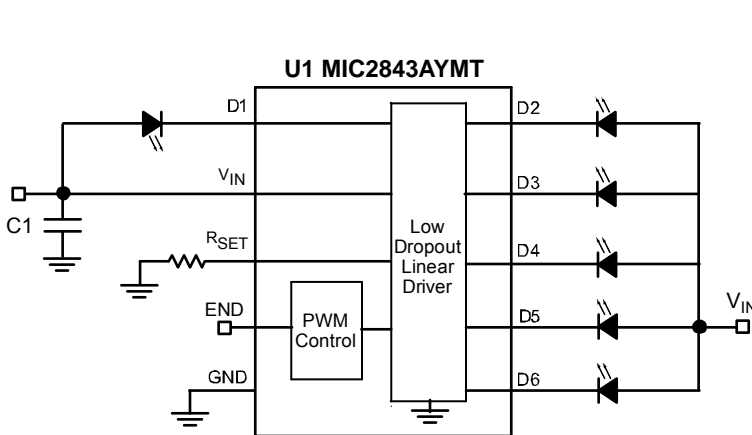 U1 MIC2843AYMT
D1
D2
VIN
D3
C1
RSET
D4
Low
Dropout
Linear
Driver
END
PWM
Control
D5
VIN
GND
D6